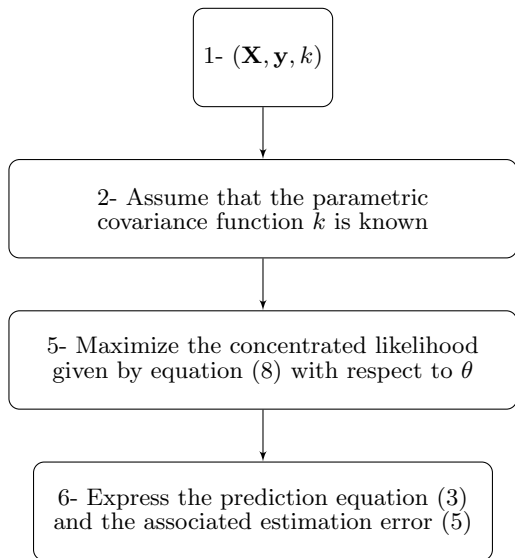 1- (X, y, k)
2- Assume that the parametric
covariance function k is known
5- Maximize the concentrated likelihood
given by equation (8) with respect to θ
6- Express the prediction equation (3)
and the associated estimation error (5)